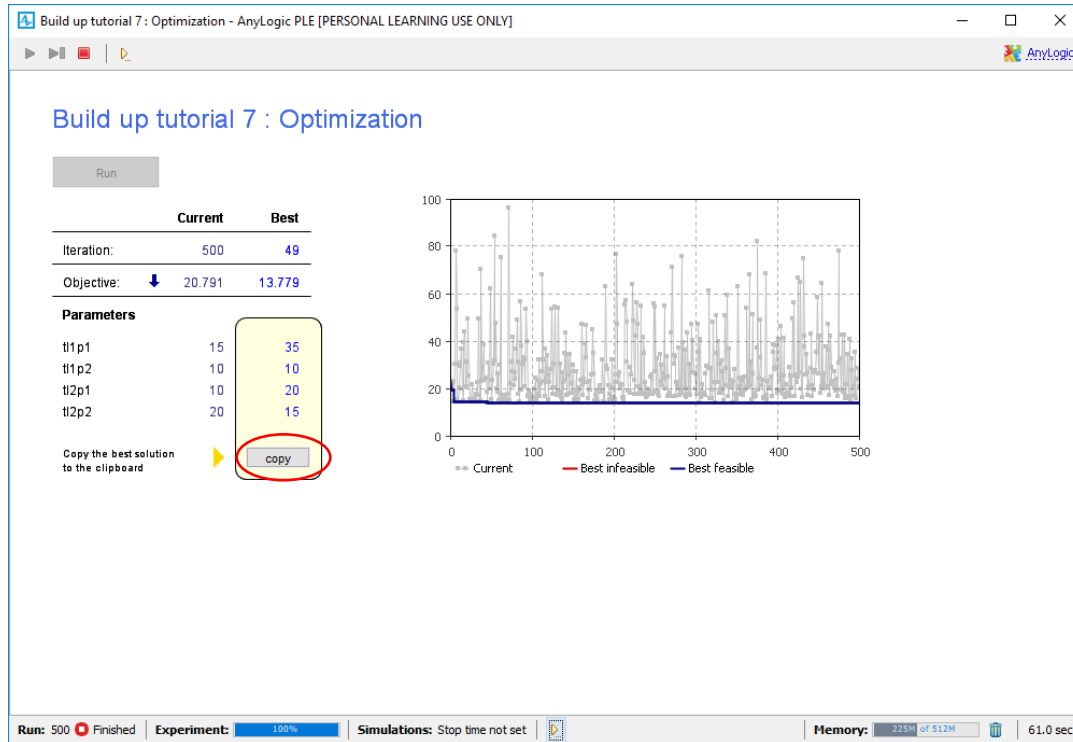 Build up tutorial 7 : Optimization - AnyLogic PLE [PERSONAL LEARNING USE ONLY]
AnyLogic
Build up tutorial 7 : Optimization
Run
Current Best
Iteration: 500 49
Objective: 20.791 13.779
Parameters
tl1p1 15 35
tl1p2 10 10
tl2p1 10 20
tl2p2 20 15
Copy the best solution
to the clipboard
copy
100
80
60
40
20
0
0 100 200 300 400 500
Current Best infeasible Best feasible
Run: 500 Finished Experiment: 100% Simulations: Stop time not set Memory: 225M of 512M 61.0 sec